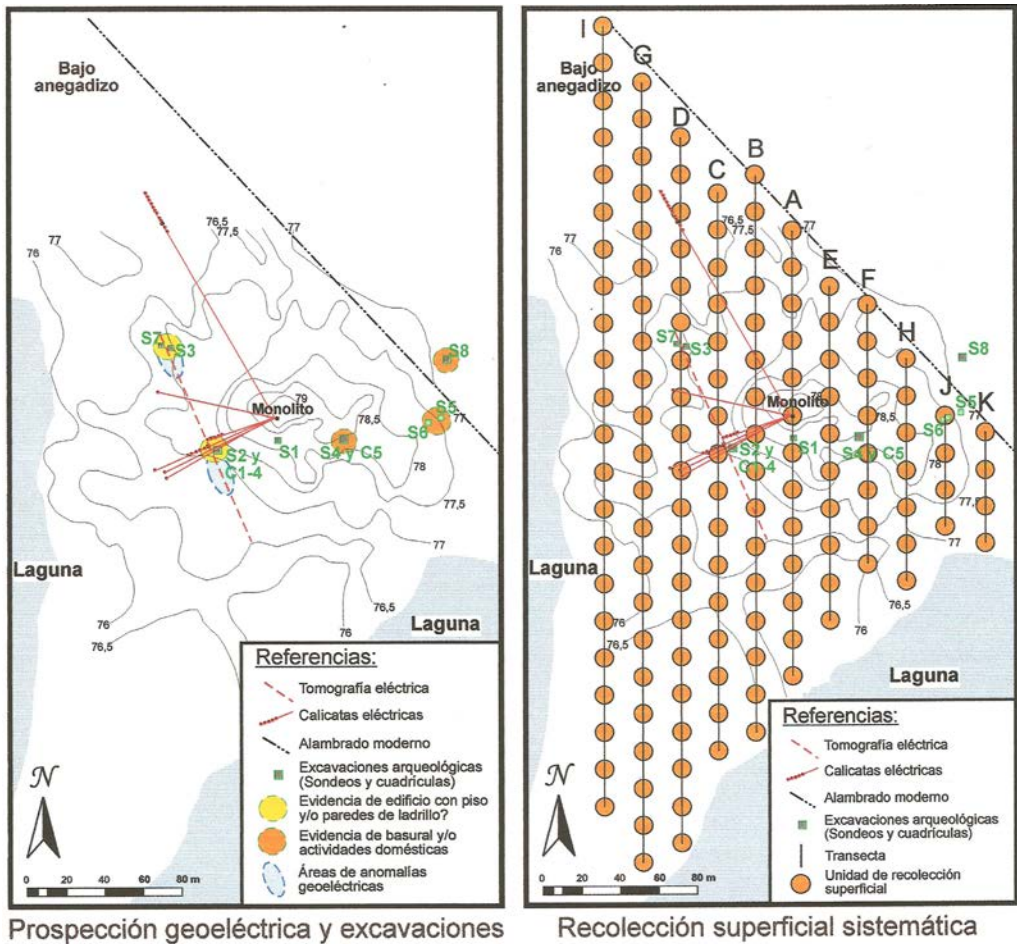 Bajo
anegadizo
77
76
76,5
77,5
77
S7
S3
S8
79
Monolito
78,5
S5
77
S6
S2 y
C1-4
S1
S4 y C5
78
77,5
77
Laguna
76
76,5
76
76,5
Laguna
Referencias:
Tomografía eléctrica
Calicatas eléctricas
Alambrado moderno
Excavaciones arqueológicas
(Sondeos y cuadrículas)
Evidencia de edificio con piso
y/o paredes de ladrillo?
Evidencia de basural y/o
actividades domésticas
Áreas de anomalías
geoeléctricas
N
0 20 40 60 80 m
Prospección geoeléctrica y excavaciones
I
Bajo
anegadizo
G
D
B
C
A
76,5
77,5
77
77
76
E
F
H
S7
S3
S8
J
K
Monolito
78,5
S5
77
S6
S2 y
C1-4
S1
S4 y C5
78
77,5
77
Laguna
76
76,5
76
76,5
Laguna
Referencias:
Tomografía eléctrica
Calicatas eléctricas
Alambrado moderno
Excavaciones arqueológicas
(Sondeos y cuadrículas)
Transecta
Unidad de recolección
superficial
N
0 20 40 60 80 m
Recolección superficial sistemática